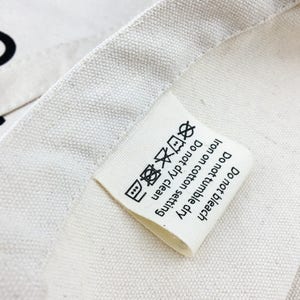 Do not bleach
Do not tumble dry
Iron on cotton setting
Do not dry clean